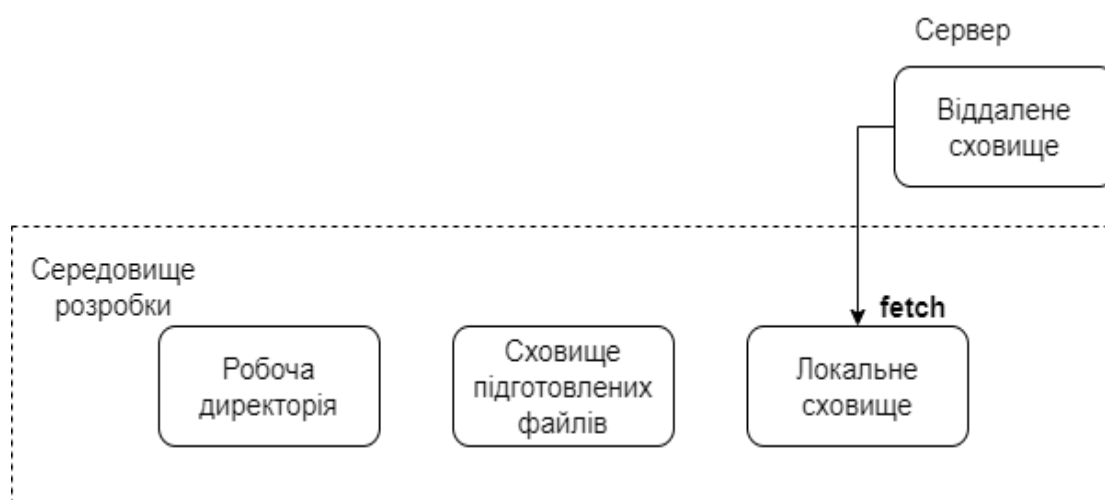 Сервер
Віддалене
сховище
Середовище
розробки
fetch
Робоча
директорія
Сховище
підготовлених
файлів
Локальне
сховище